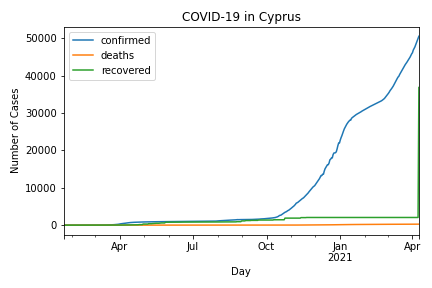 COVID-19 in Cyprus
confirmed
deaths
recovered
50000
40000
30000
20000
10000
0
Number of Cases
Apr
Jul
Oct
Jan
2021
Apr
Day